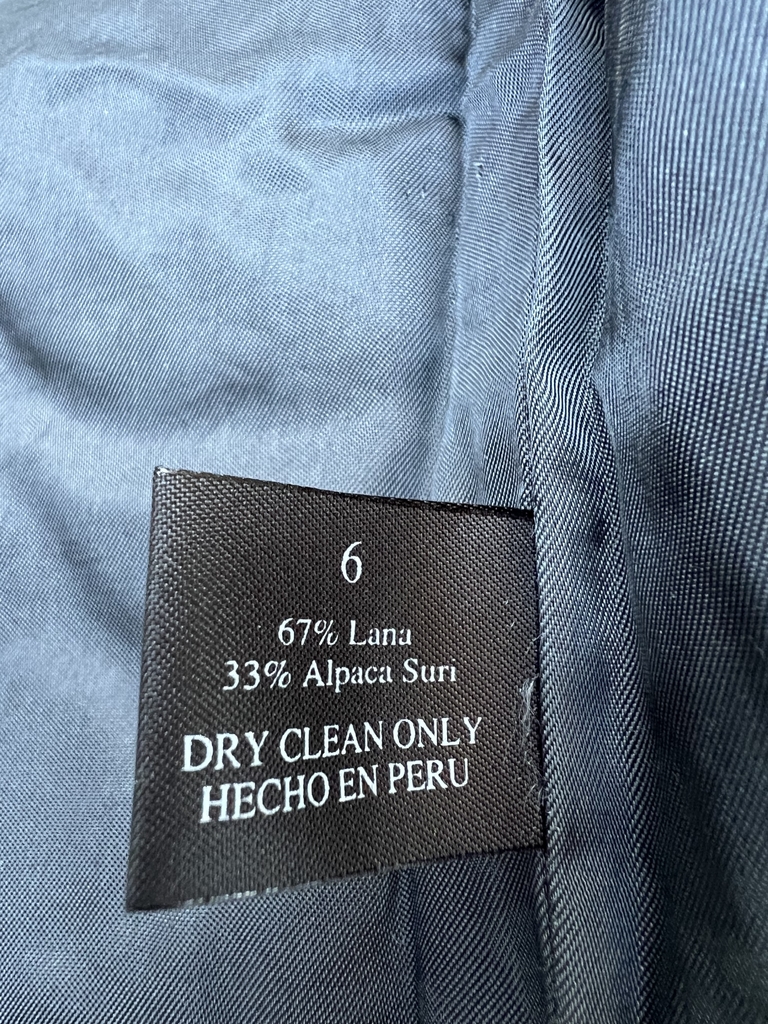 6
67% Lana
33% Alpaca Suri
DRY CLEAN ONLY
HECHO EN PERU